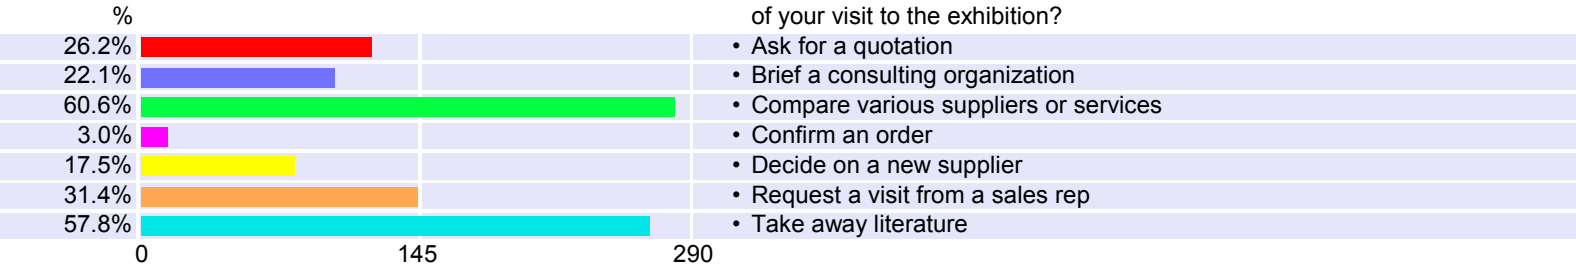 % of your visit to the exhibition?
26.2% • Ask for a quotation
22.1% • Brief a consulting organization
60.6% • Compare various suppliers or services
3.0% • Confirm an order
17.5% • Decide on a new supplier
31.4% • Request a visit from a sales rep
57.8% • Take away literature
0 145 290